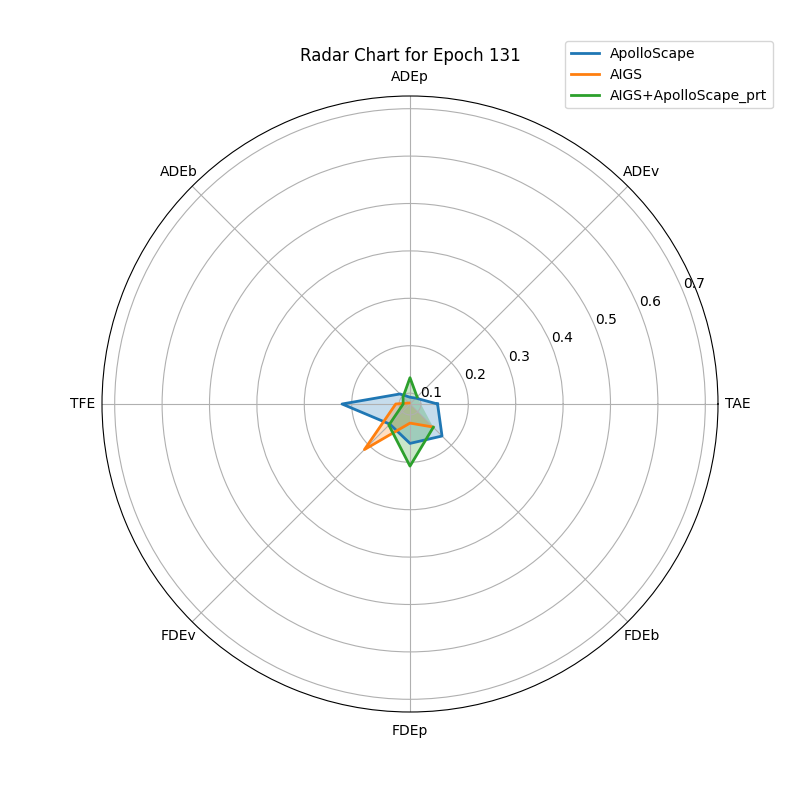 Radar Chart for Epoch 131
ApolloScape
AIGS
AIGS+ApolloScape_prt
ADEp
ADEb
ADEv
0.7
0.6
0.5
0.4
0.3
0.2
0.1
TFE
TAE
FDEv
FDEb
FDEp